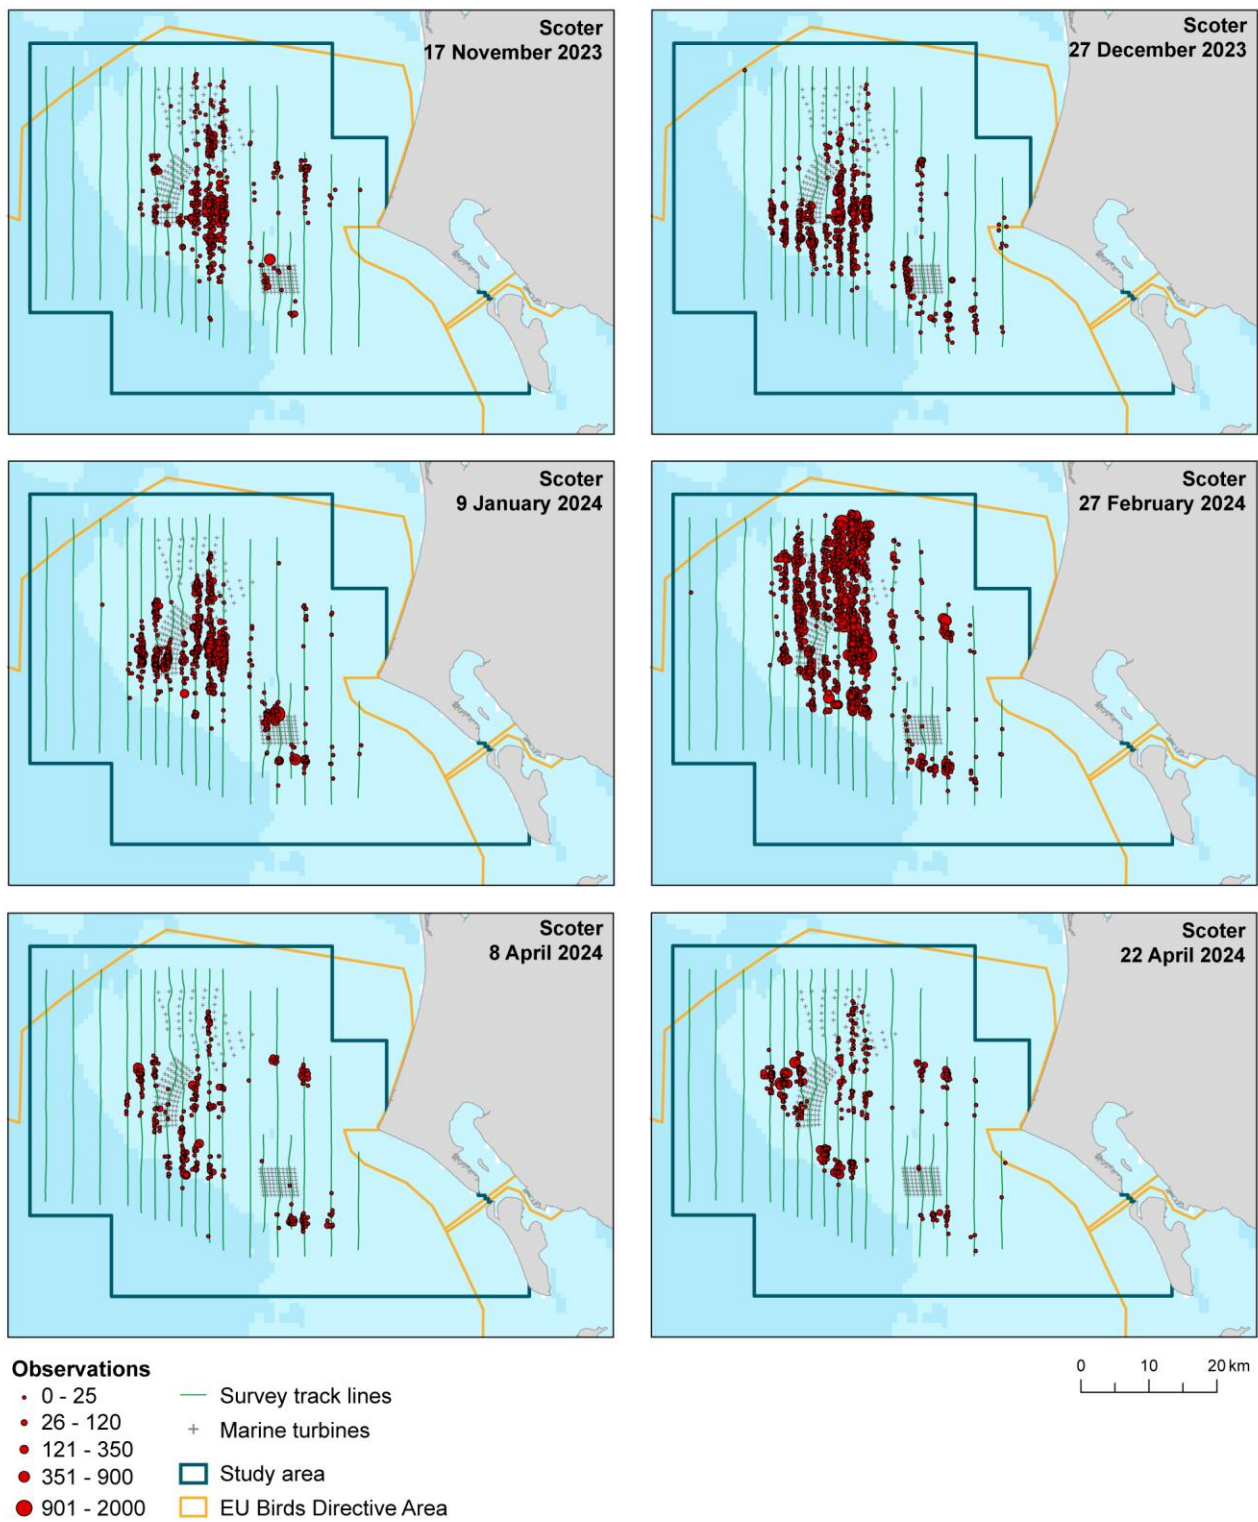 Scoter
17 November 2023
Scoter
27 December 2023
Scoter
9 January 2024
Scoter
27 February 2024
Scoter
8 April 2024
Scoter
22 April 2024
Observations
0 - 25
26 - 120
121 - 350
351 - 900
901 - 2000
Survey track lines
Marine turbines
Study area
EU Birds Directive Area
0 10 20 km